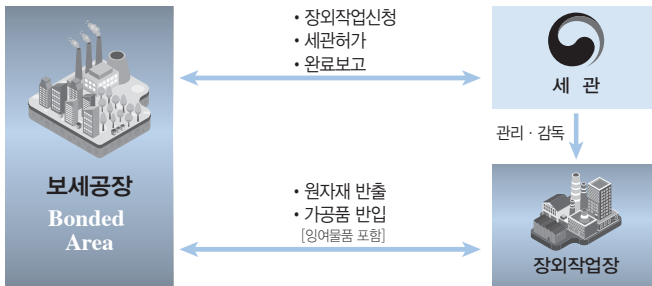 • 장외작업신청
• 세관허가
• 완료보고
세 관
관리 · 감독
보세공장
Bonded
Area
• 원자재 반출
• 가공품 반입
[잉여물품 포함]
장외작업장